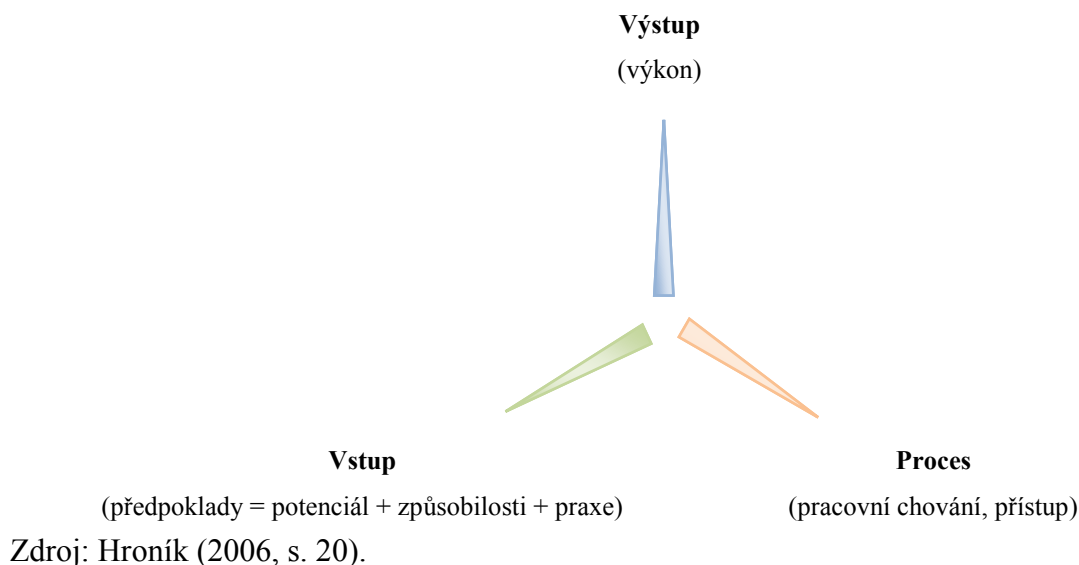 Výstup
(výkon)
Vstup
(předpoklady = potenciál + způsobilosti + praxe)
Proces
(pracovní chování, přístup)
Zdroj: Hroník (2006, s. 20).